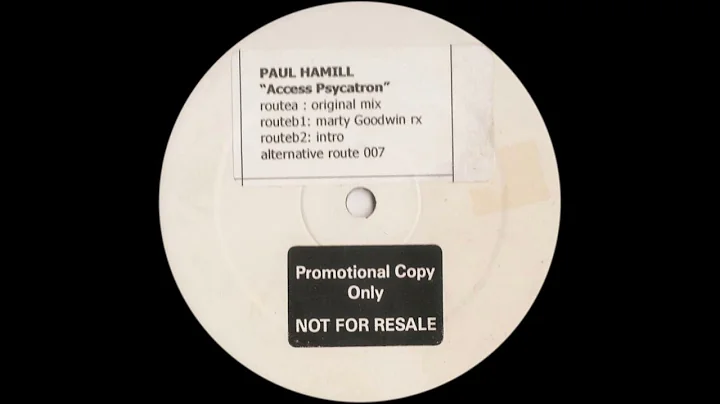 PAUL HAMILL
“Access Psycatron”
routea : original mix
routeb1: marty Goodwin rx
routeb2: intro
alternative route 007
Promotional Copy
Only
NOT FOR RESALE